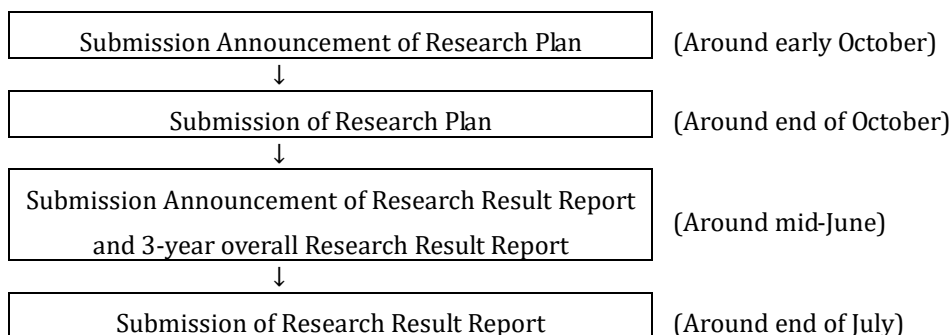 Submission Announcement of Research Plan (Around early October)
↓
Submission of Research Plan (Around end of October)
↓
Submission Announcement of Research Result Report
and 3-year overall Research Result Report
(Around mid-June)
↓
Submission of Research Result Report (Around end of July)